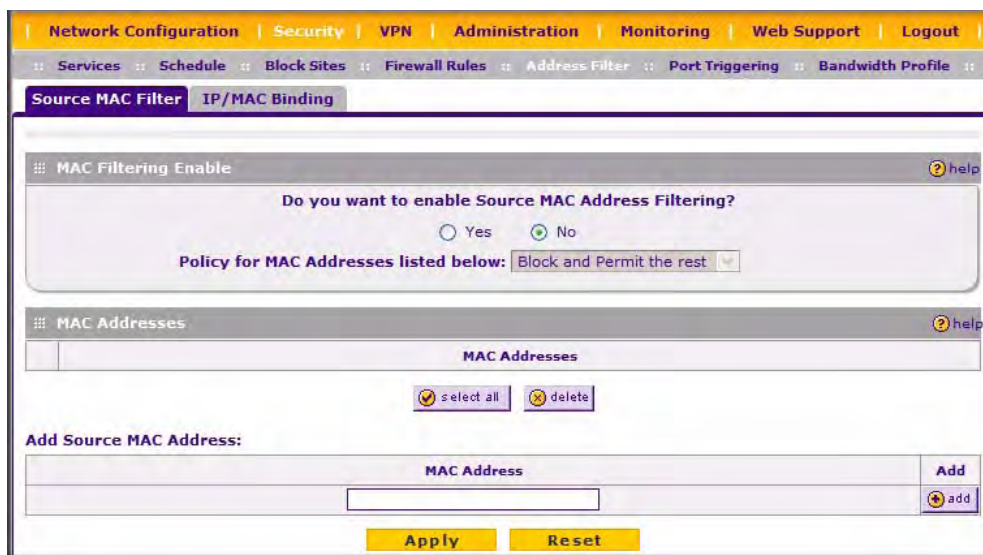 Network Configuration | Security | VPN | Administration | Monitoring | Web Support | Logout
:: Services :: Schedule :: Block Sites :: Firewall Rules :: Address Filter :: Port Triggering :: Bandwidth Profile ::
Source MAC Filter IP/MAC Binding
MAC Filtering Enable ? help
Do you want to enable Source MAC Address Filtering?
Yes No
Policy for MAC Addresses listed below: Block and Permit the rest
MAC Addresses ? help
MAC Addresses
select all delete
Add Source MAC Address:
MAC Address Add
add
Apply Reset